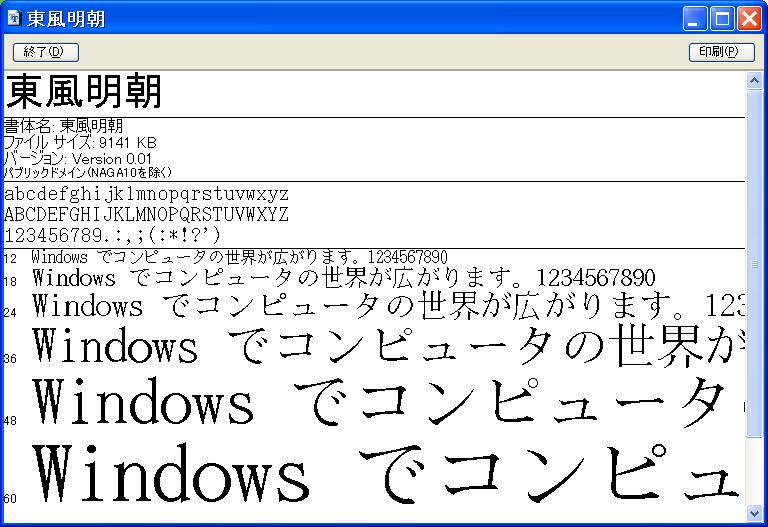 東風明朝
終了(D) 印刷(P)
東風明朝
書体名: 東風明朝
ファイル サイズ: 9141 KB
バージョン: Version 0.01
パブリックドメイン(NAGA10を除く)
abcdefghijklmnopqrstuvwxyz
ABCDEFGHIJKLMNOPQRSTUVWXYZ
123456789.:,;(:*!?')
12 Windows でコンピュータの世界が広がります。1234567890
18 Windows でコンピュータの世界が広がります。1234567890
24 Windows でコンピュータの世界が広がります。123
36 Windows でコンピュータの世界が
48 Windows でコンピュータ
60 Windows でコンピュ